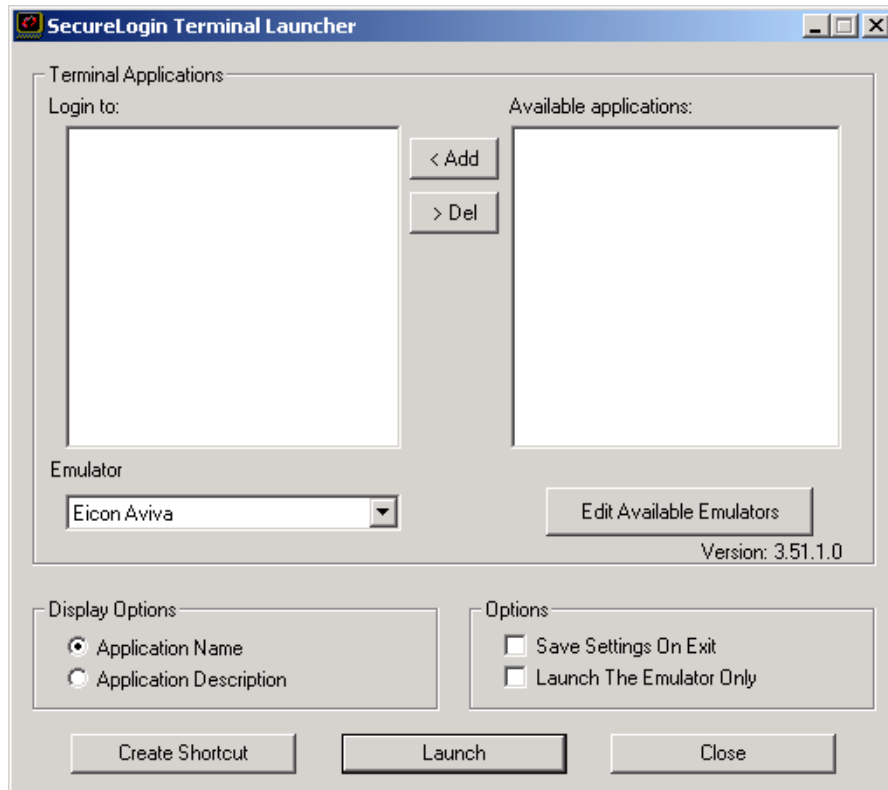 SecureLogin Terminal Launcher
Terminal Applications
Login to:
Available applications:
< Add
> Del
Emulator
Eicon Aviva
Edit Available Emulators
Version: 3.51.1.0
Display Options
Application Name
Application Description
Options
Save Settings On Exit
Launch The Emulator Only
Create Shortcut
Launch
Close